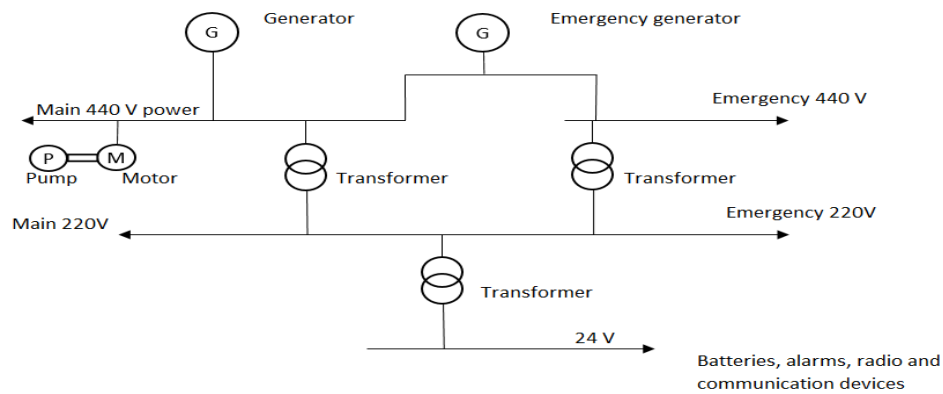 Generator
Emergency generator
G
G
Main 440 V power
Emergency 440 V
P
M
Pump
Motor
Transformer
Transformer
Main 220V
Emergency 220V
Transformer
24 V
Batteries, alarms, radio and
communication devices